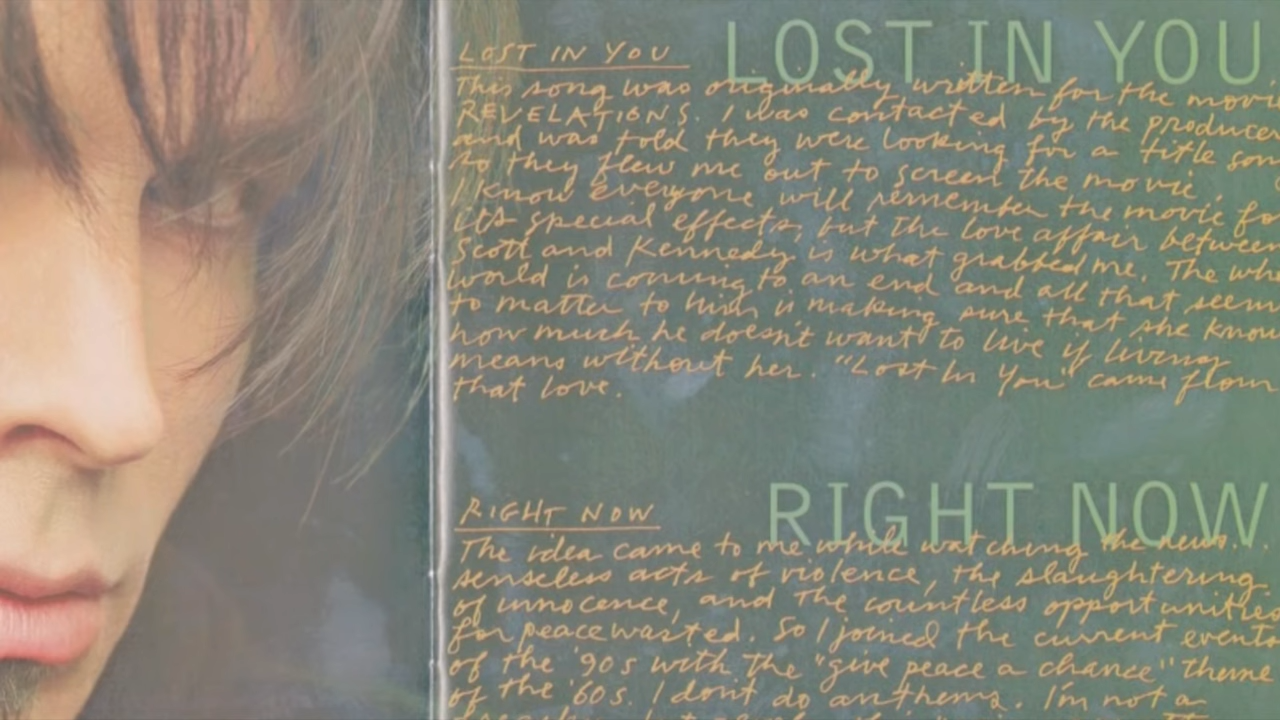 LOST IN YOU
LOST IN YOU
This song was originally written for the movi
REVELATIONS. I was contacted by the producer
and was told they were looking for a title son
so they flew me out to screen the movie.
I know everyone will remember the movie fo
its special effects, but the love affair between
Scott and Kennedy is what grabbed me. The who
world is coming to an end and all that seem
to matter to him is making sure that she know
how much he doesn't want to live if living
means without her. "Lost In You" came from
that love.
RIGHT NOW
RIGHT NOW
The idea came to me while watching the news...
senseless acts of violence, the slaughtering
of innocence, and the countless opportunities
for peace wasted. So I joined the current events
of the '90s with the "give peace a chance" theme
of the '60s. I don't do anthems. I'm not a